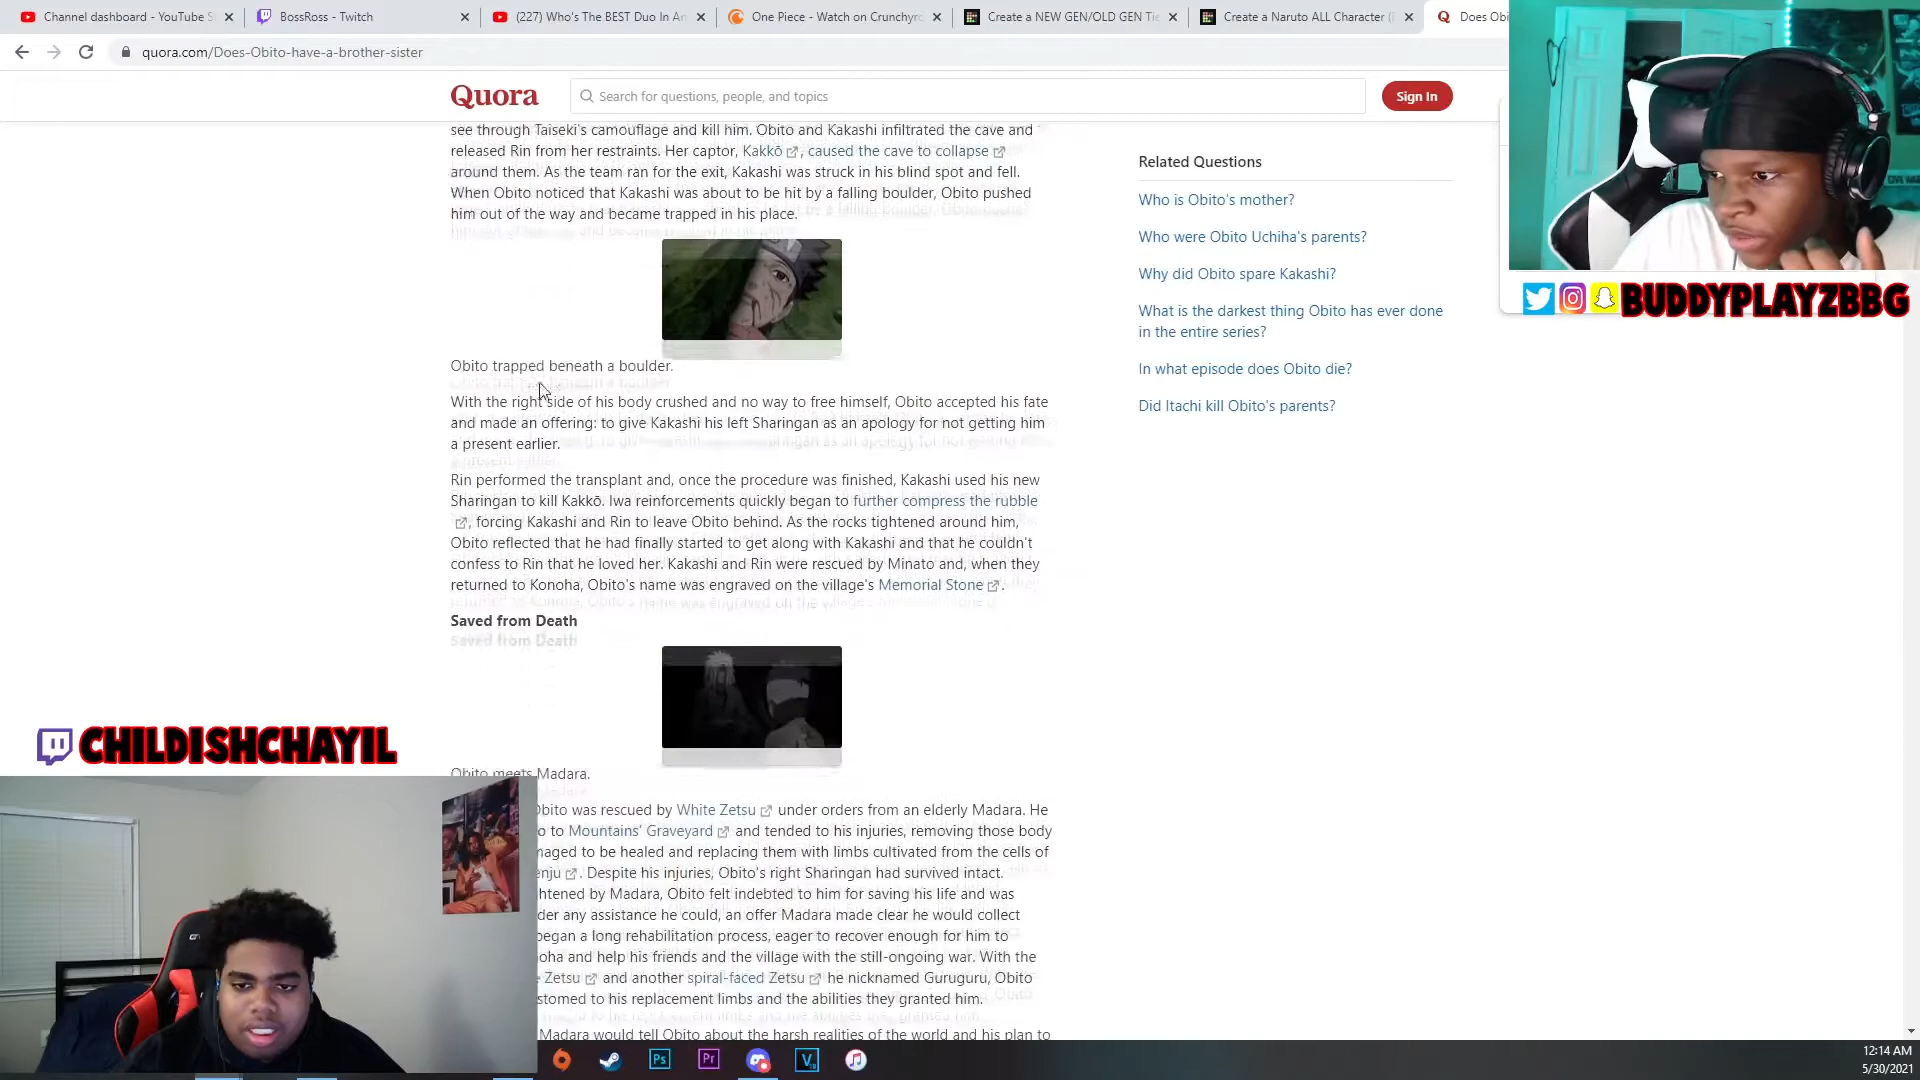 Channel dashboard - YouTube S
BossRoss - Twitch
(227) Who's The BEST Duo In An
One Piece - Watch on Crunchyro
Create a NEW GEN/OLD GEN Tie
Create a Naruto ALL Character (
Does Obi
quora.com/Does-Obito-have-a-brother-sister
Quora
Search for questions, people, and topics
Sign In
see through Taiseki's camouflage and kill him. Obito and Kakashi infiltrated the cave and
released Rin from her restraints. Her captor, Kakkō, caused the cave to collapse
around them. As the team ran for the exit, Kakashi was struck in his blind spot and fell.
When Obito noticed that Kakashi was about to be hit by a falling boulder, Obito pushed
him out of the way and became trapped in his place.
Obito trapped beneath a boulder.
With the right side of his body crushed and no way to free himself, Obito accepted his fate
and made an offering: to give Kakashi his left Sharingan as an apology for not getting him
a present earlier.
Rin performed the transplant and, once the procedure was finished, Kakashi used his new
Sharingan to kill Kakkō. Iwa reinforcements quickly began to further compress the rubble
, forcing Kakashi and Rin to leave Obito behind. As the rocks tightened around him,
Obito reflected that he had finally started to get along with Kakashi and that he couldn't
confess to Rin that he loved her. Kakashi and Rin were rescued by Minato and, when they
returned to Konoha, Obito's name was engraved on the village's Memorial Stone.
Saved from Death
Obito meets Madara.
Obito was rescued by White Zetsu under orders from an elderly Madara. He
o to Mountains' Graveyard and tended to his injuries, removing those body
maged to be healed and replacing them with limbs cultivated from the cells of
enju. Despite his injuries, Obito's right Sharingan had survived intact.
htened by Madara, Obito felt indebted to him for saving his life and was
der any assistance he could, an offer Madara made clear he would collect
began a long rehabilitation process, eager to recover enough for him to
oha and help his friends and the village with the still-ongoing war. With the
Zetsu and another spiral-faced Zetsu he nicknamed Guruguru, Obito
stomed to his replacement limbs and the abilities they granted him.
Madara would tell Obito about the harsh realities of the world and his plan to
Related Questions
Who is Obito's mother?
Who were Obito Uchiha's parents?
Why did Obito spare Kakashi?
What is the darkest thing Obito has ever done
in the entire series?
In what episode does Obito die?
Did Itachi kill Obito's parents?
BUDDYPLAYZBBG
CHILDISHCHAYIL
Ps
Pr
V
12:14 AM
5/30/2021